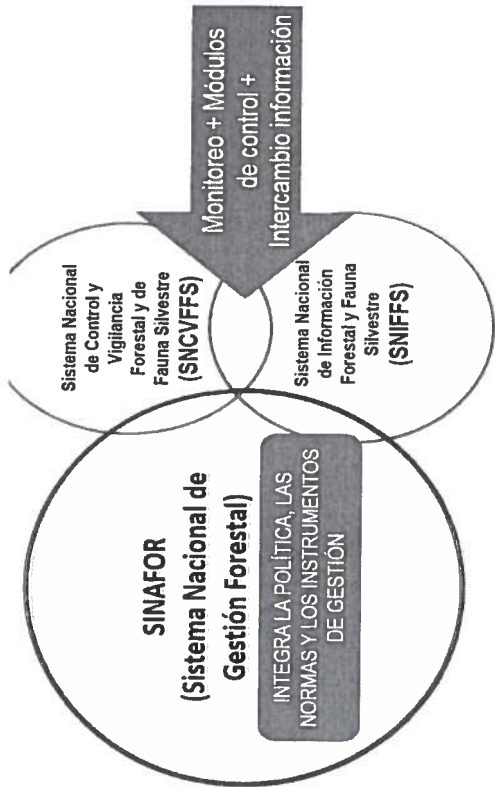 SINAFOR
(Sistema Nacional de
Gestión Forestal)
INTEGRA LA POLÍTICA, LAS
NORMAS Y LOS INSTRUMENTOS
DE GESTIÓN
Sistema Nacional
de Control y
Vigilancia
Forestal y de
Fauna Silvestre
(SNCVFFS)
Sistema Nacional
de Información
Forestal y Fauna
Silvestre
(SNIFFS)
Monitoreo + Módulos
de control +
Intercambio información